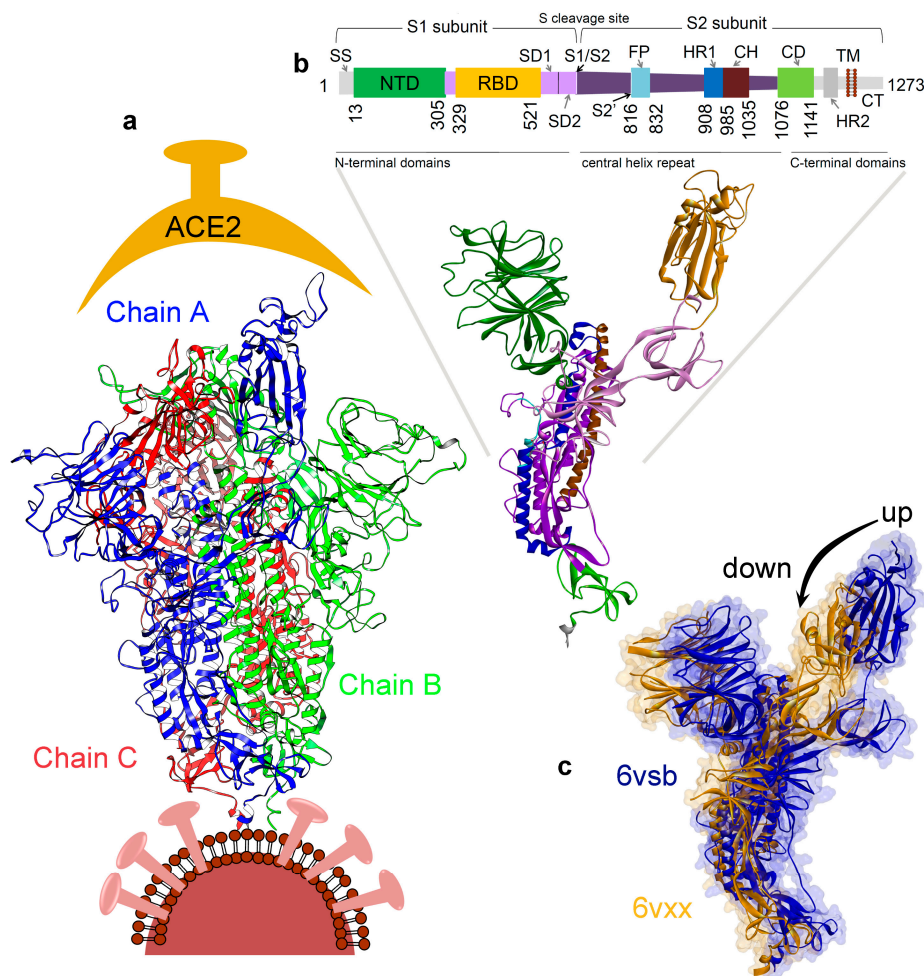 S1 subunit
S cleavage site
S2 subunit
b
SS
SD1
S1/S2
FP
HR1
CH
CD
TM
1
NTD
RBD
1273
13
305
329
521
SD2
S2'
816
832
908
985
1035
1076
1141
HR2
CT
N-terminal domains
central helix repeat
C-terminal domains
a
ACE2
Chain A
Chain B
Chain C
up
down
c
6vsb
6vxx